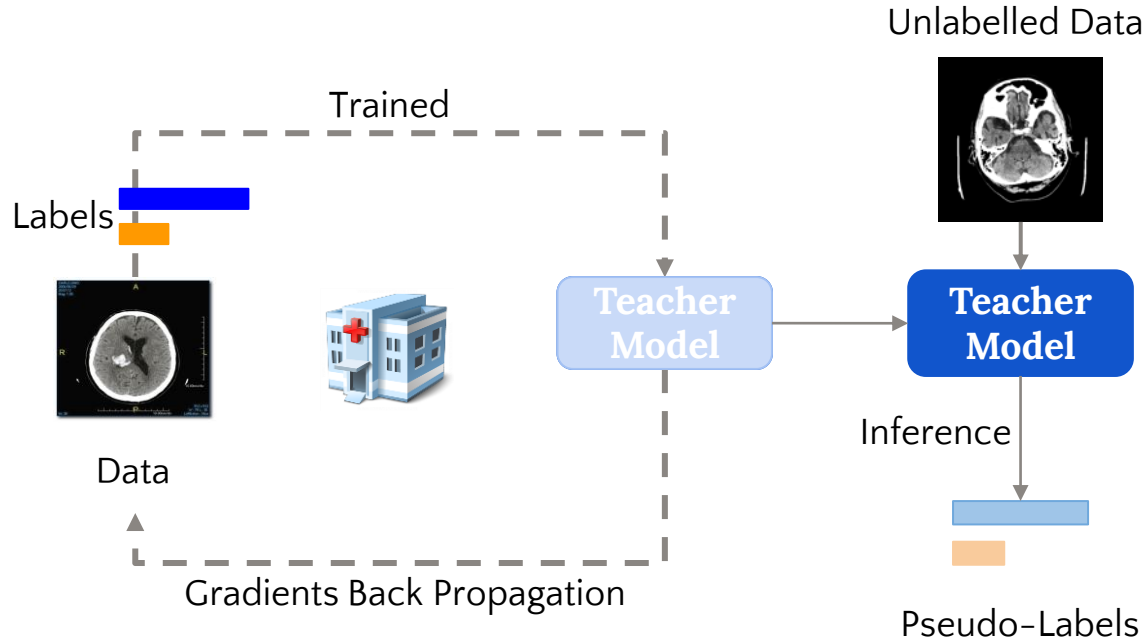 Unlabelled Data
Trained
Labels
A
R
L
P
Teacher
Model
Teacher
Model
Inference
Data
Gradients Back Propagation
Pseudo-Labels